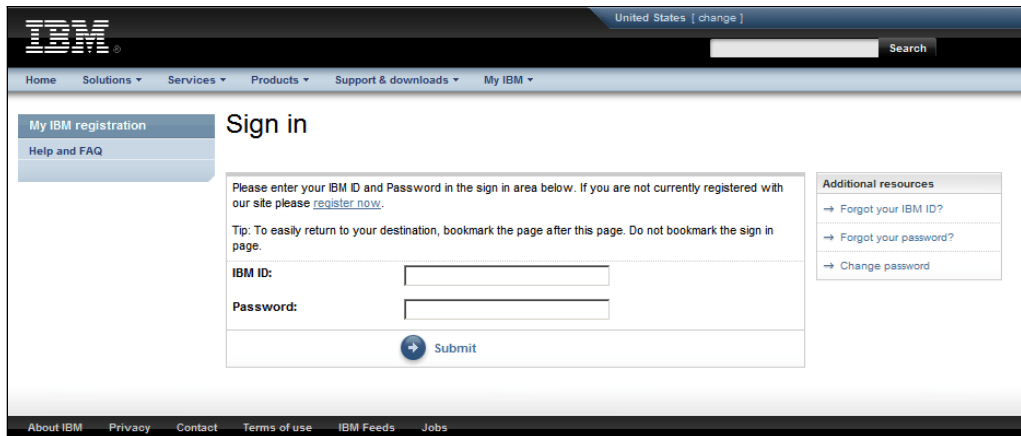 United States [ change ]
IBM®
Search
Home Solutions Services Products Support & downloads My IBM
My IBM registration
Help and FAQ
Sign in
Please enter your IBM ID and Password in the sign in area below. If you are not currently registered with
our site please register now.
Tip: To easily return to your destination, bookmark the page after this page. Do not bookmark the sign in
page.
IBM ID:
Password:
Submit
Additional resources
→ Forgot your IBM ID?
→ Forgot your password?
→ Change password
About IBM Privacy Contact Terms of use IBM Feeds Jobs